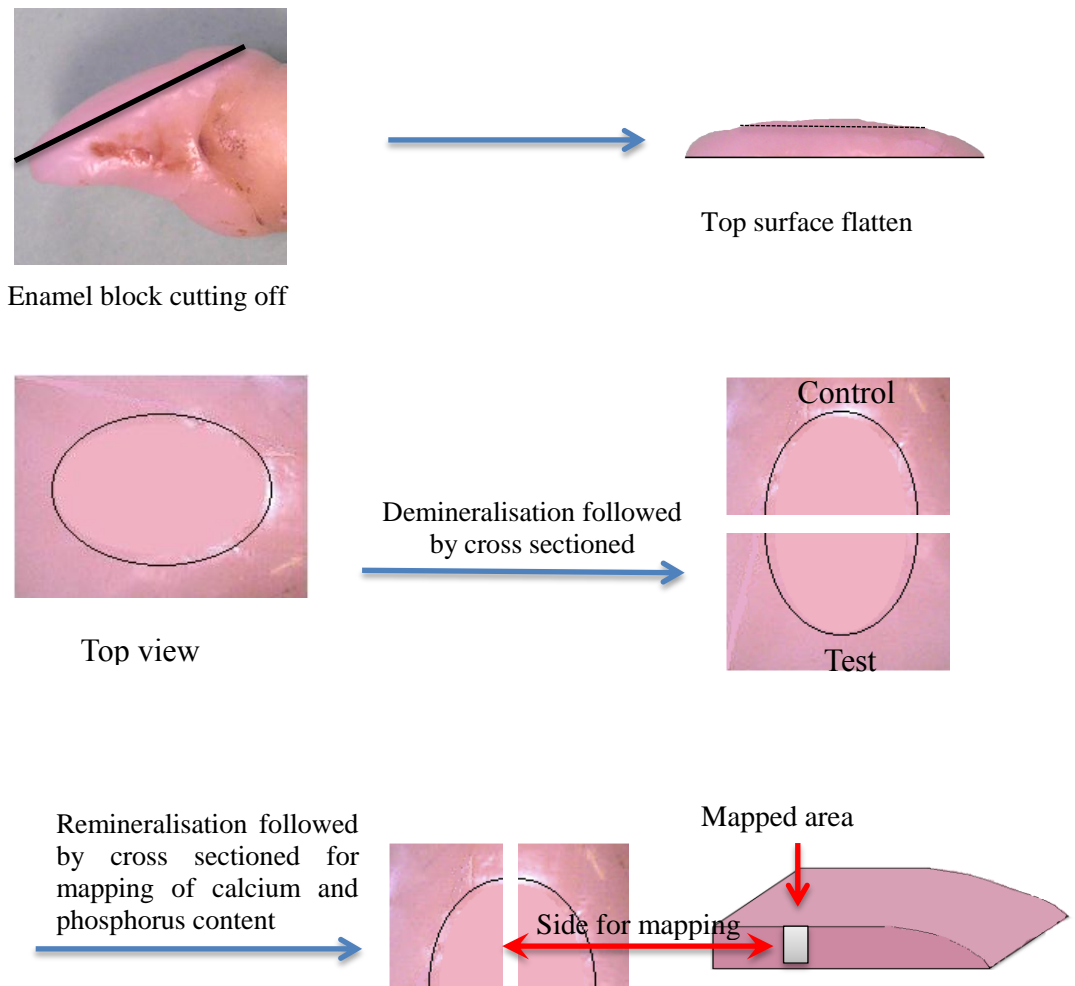 Top surface flatten
Enamel block cutting off
Control
Demineralisation followed
by cross sectioned
Top view
Test
Mapped area
Remineralisation followed
by cross sectioned for
mapping of calcium and
phosphorus content
Side for mapping